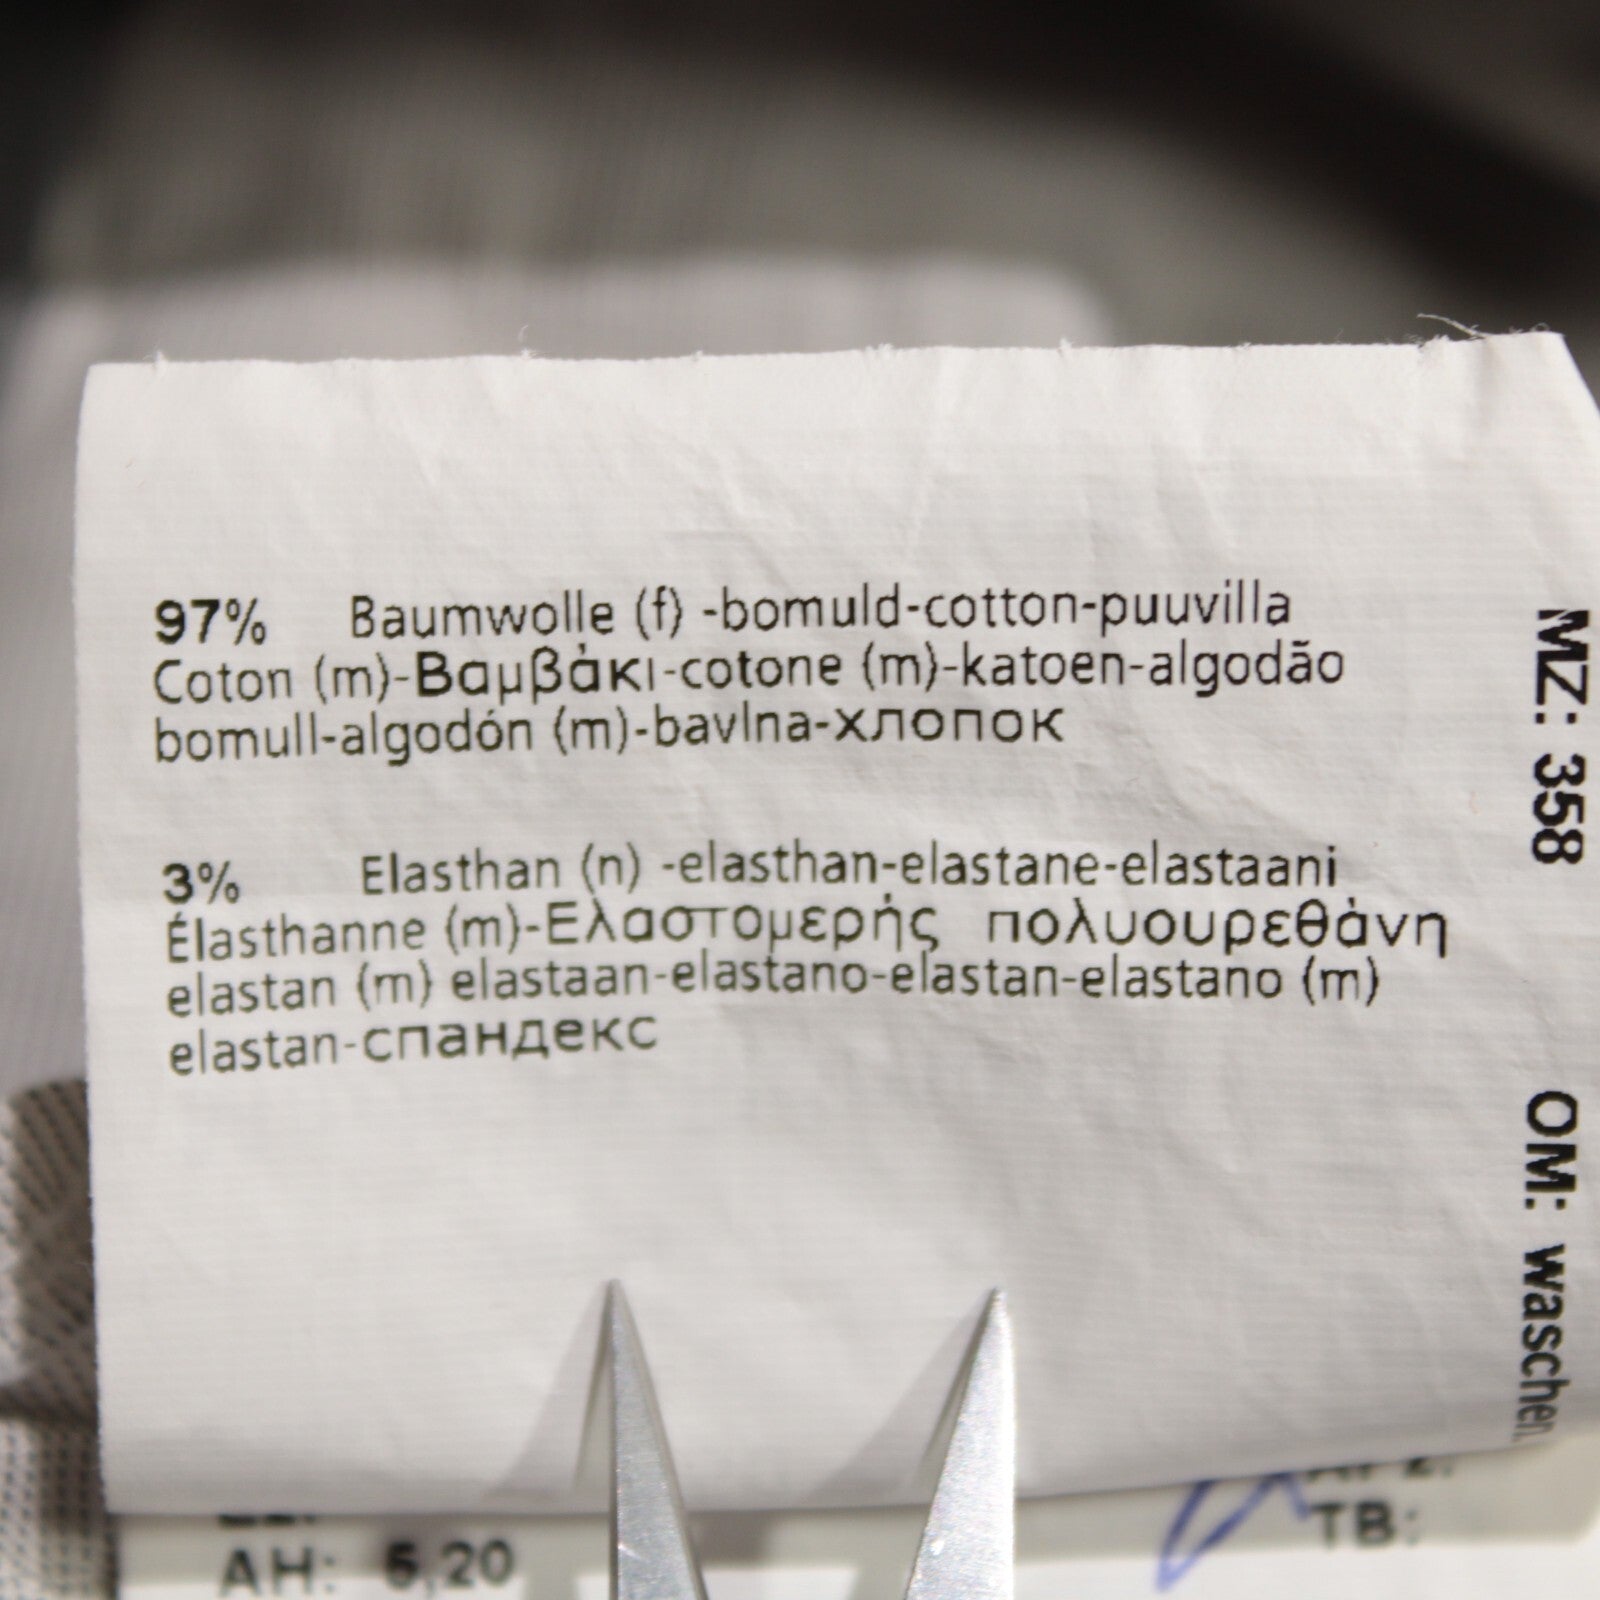 97% Baumwolle (f) -bomuld-cotton-puuvilla
Coton (m)-Βαμβάκι-cotone (m)-katoen-algodão
bomull-algodón (m)-bavlna-хлопок
3% Elasthan (n) -elasthan-elastane-elastaani
Élasthanne (m)-Ελαστομερής πολυουρεθάνη
elastan (m) elastaan-elastano-elastan-elastano (m)
elastan-спандекс
MZ: 358 OM: waschen.
AH: 5,20
TB: